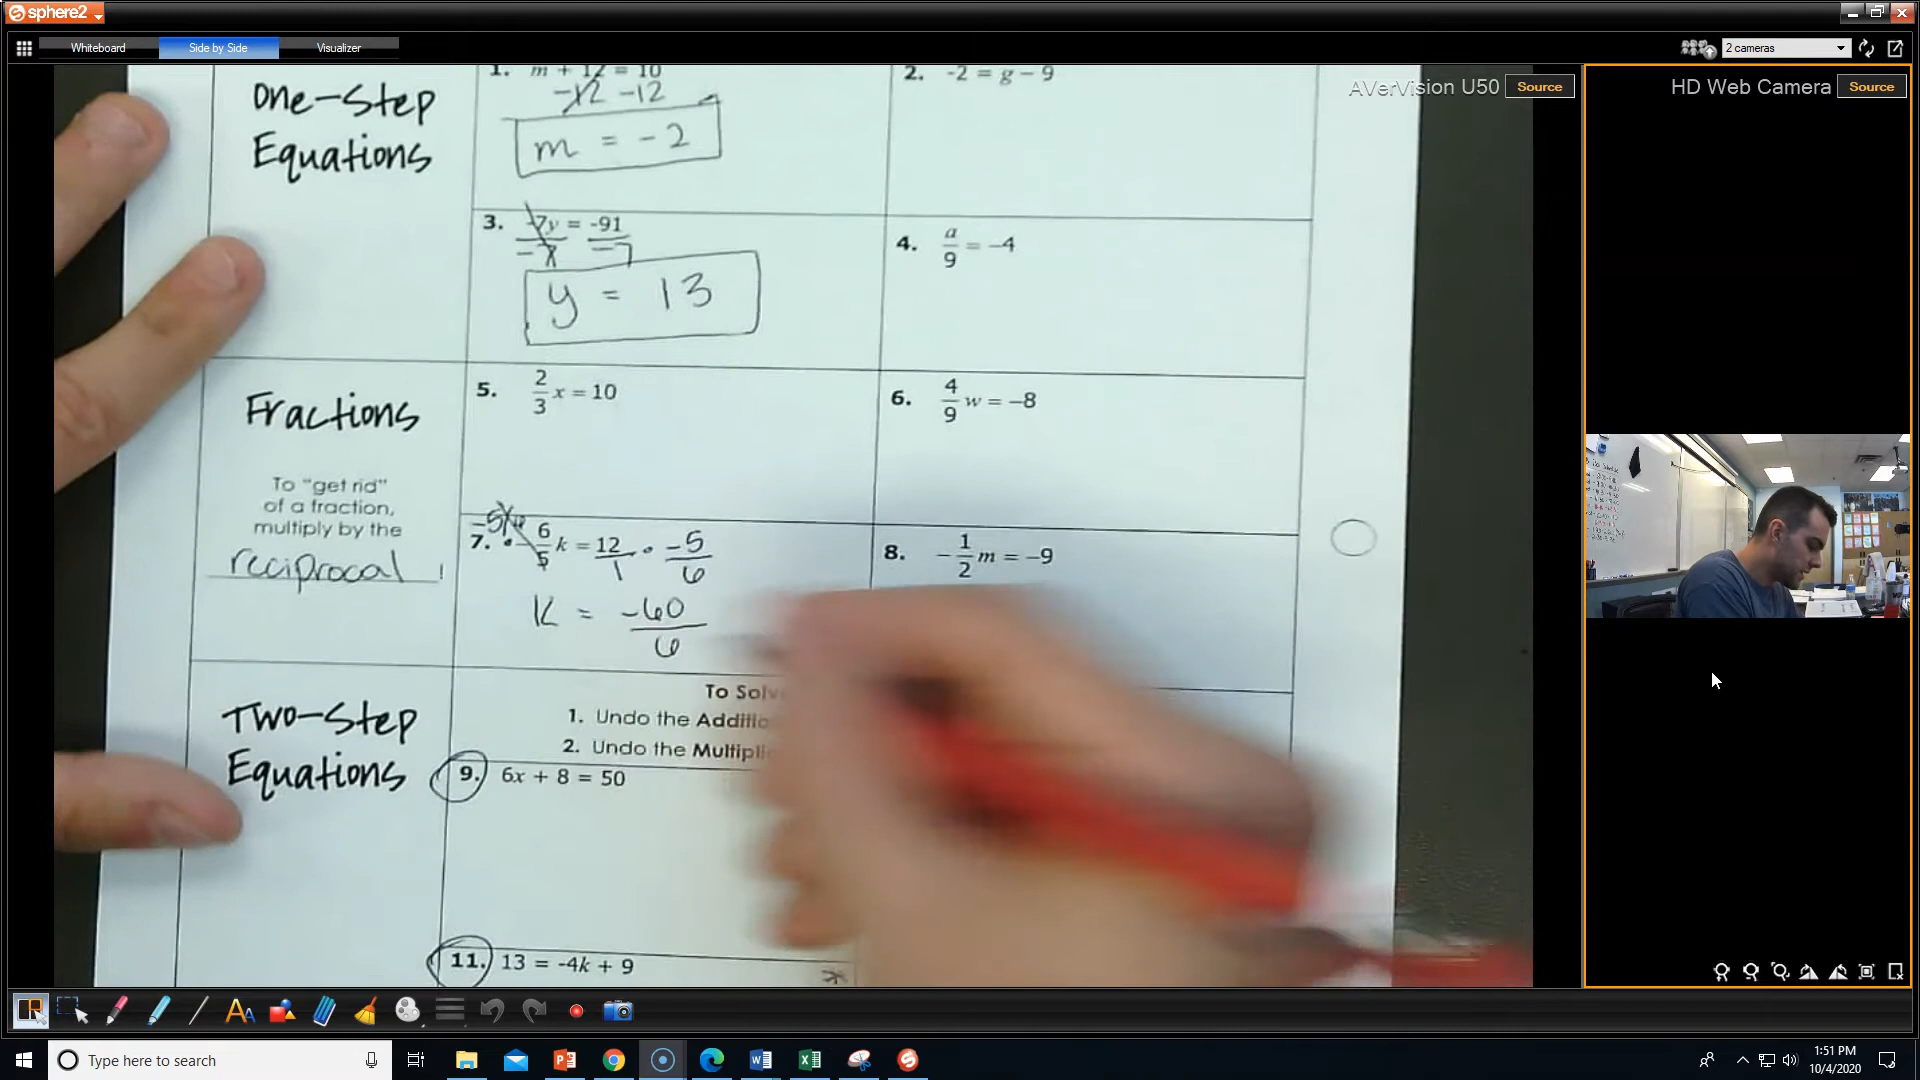 sphere2
Whiteboard
Side by Side
Visualizer
2 cameras
AVerVision U50
Source
HD Web Camera
Source
One-Step
Equations
1. m + 12 = 10
-12 -12
m = -2
2. -2 = g - 9
3. -7y = -91
-7 -7
y = 13
4. a/9 = -4
Fractions
To "get rid"
of a fraction,
multiply by the
reciprocal!
5. 2/3 x = 10
6. 4/9 w = -8
7. · -6/5 k = 12/1 · -5/6
K = -60/6
8. -1/2 m = -9
Two-Step
Equations
To Solv
1. Undo the Additio
2. Undo the Multipli
9. 6x + 8 = 50
11. 13 = -4k + 9
Type here to search
1:51 PM
10/4/2020